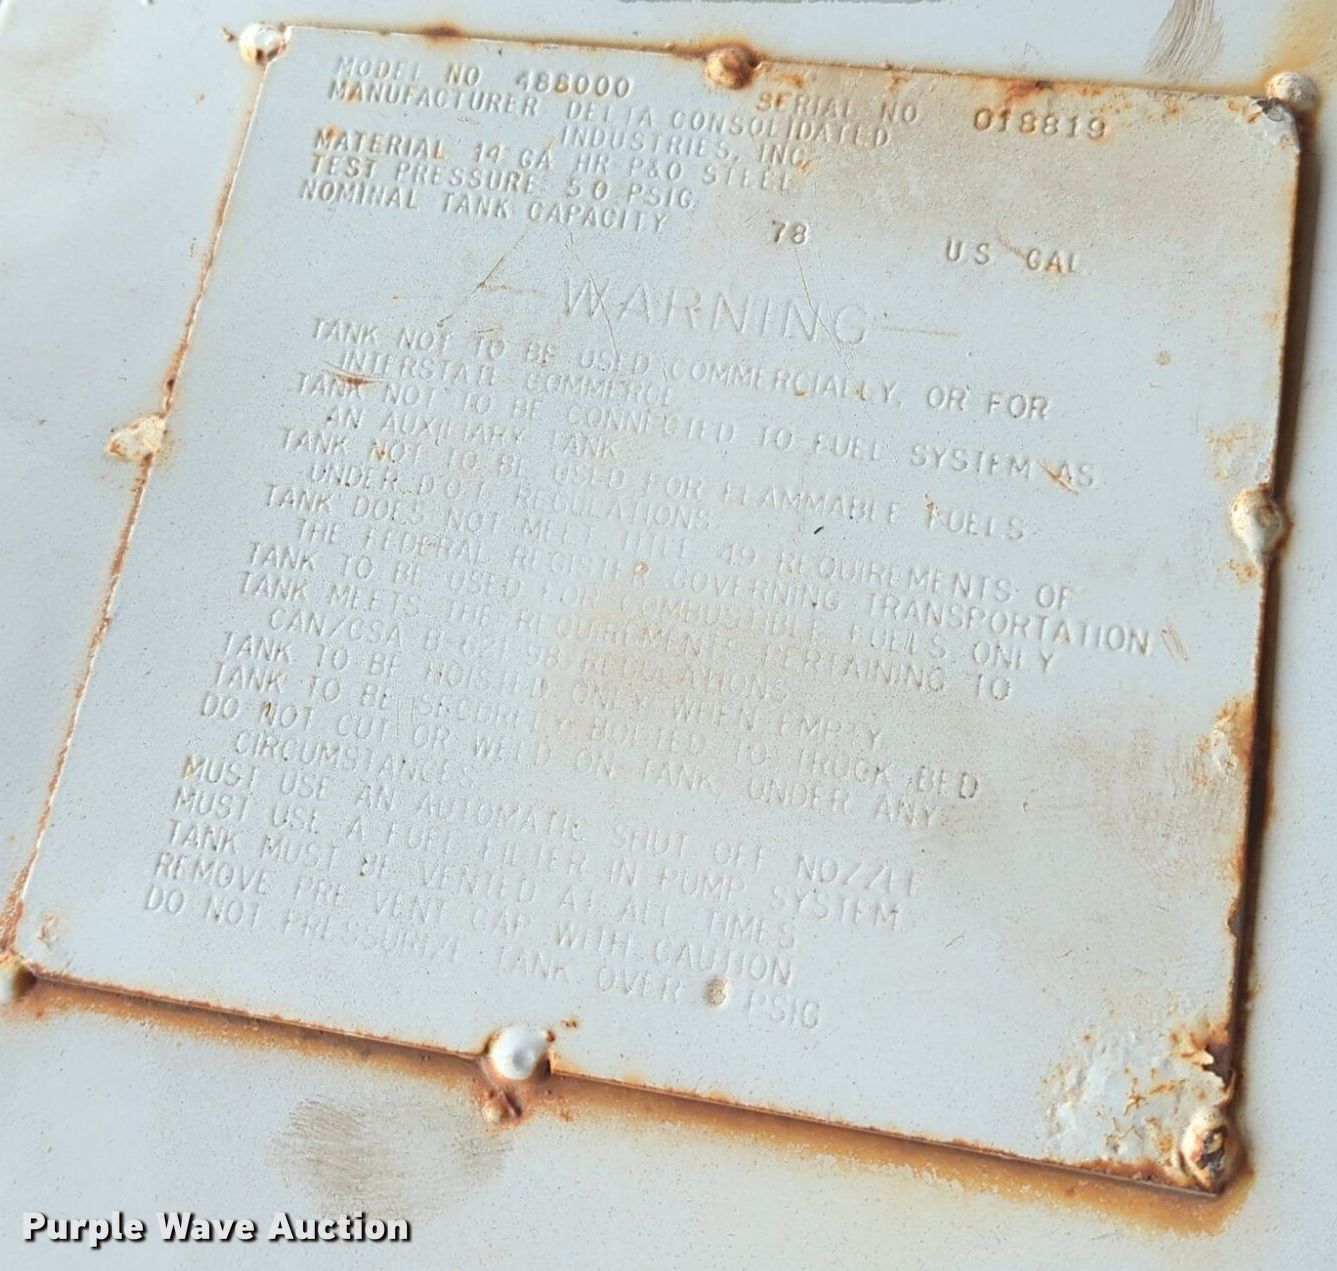 MODEL NO 488000 SERIAL NO 018819
MANUFACTURER DELTA CONSOLIDATED
INDUSTRIES, INC.
MATERIAL 14 GA HR P&O STEEL
TEST PRESSURE 5.0 PSIG
NOMINAL TANK CAPACITY 78 U.S. GAL
— WARNING —
TANK NOT TO BE USED COMMERCIALLY, OR FOR
INTERSTATE COMMERCE
TANK NOT TO BE CONNECTED TO FUEL SYSTEM AS
AN AUXILIARY TANK
TANK NOT TO BE USED FOR FLAMMABLE FUELS
UNDER D.O.T. REGULATIONS
TANK DOES NOT MEET TITLE 49 REQUIREMENTS OF
THE FEDERAL REGISTER GOVERNING TRANSPORTATION
TANK TO BE USED FOR COMBUSTIBLE FUELS ONLY
TANK MEETS THE REQUIREMENT PERTAINING TO
CAN/CSA B-621-98 REGULATIONS
TANK TO BE HOISTED ONLY WHEN EMPTY
TANK TO BE SECURITY BOLTED TO TRUCK BED
DO NOT CUT OR WELD ON TANK UNDER ANY
CIRCUMSTANCES
MUST USE AN AUTOMATIC SHUT OFF NOZZLE
MUST USE A FUEL FILTER IN PUMP SYSTEM
TANK MUST BE VENTED AT ALL TIMES
REMOVE PRE VENT CAP WITH CAUTION
DO NOT PRESSURIZE TANK OVER PSIG
Purple Wave Auction